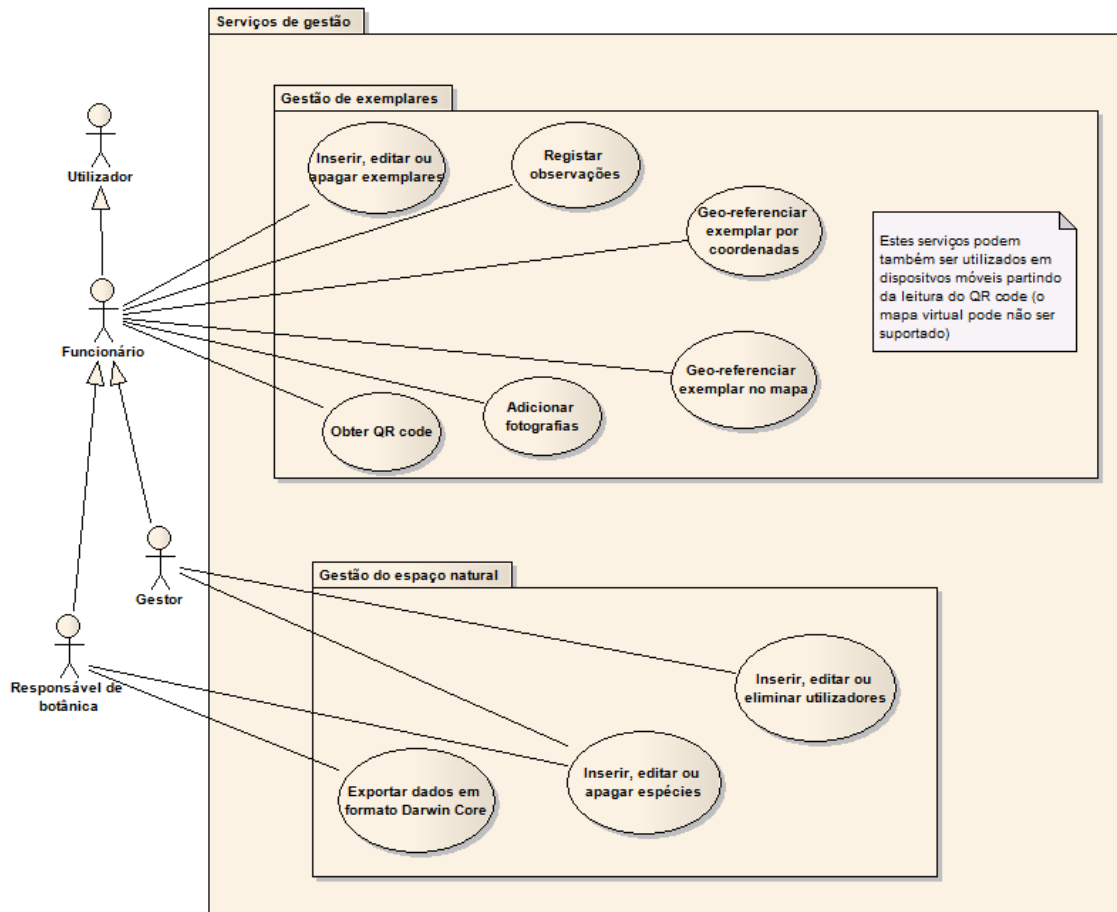 Serviços de gestão
Gestão de exemplares
Utilizador
Inserir, editar ou
apagar exemplares
Registar
observações
Geo-referenciar
exemplar por
coordenadas
Estes serviços podem
também ser utilizados em
dispositvos móveis partindo
da leitura do QR code (o
mapa virtual pode não ser
suportado)
Funcionário
Geo-referenciar
exemplar no mapa
Adicionar
fotografias
Obter QR code
Gestor
Gestão do espaço natural
Responsável de
botânica
Inserir, editar ou
eliminar utilizadores
Inserir, editar ou
apagar espécies
Exportar dados em
formato Darwin Core